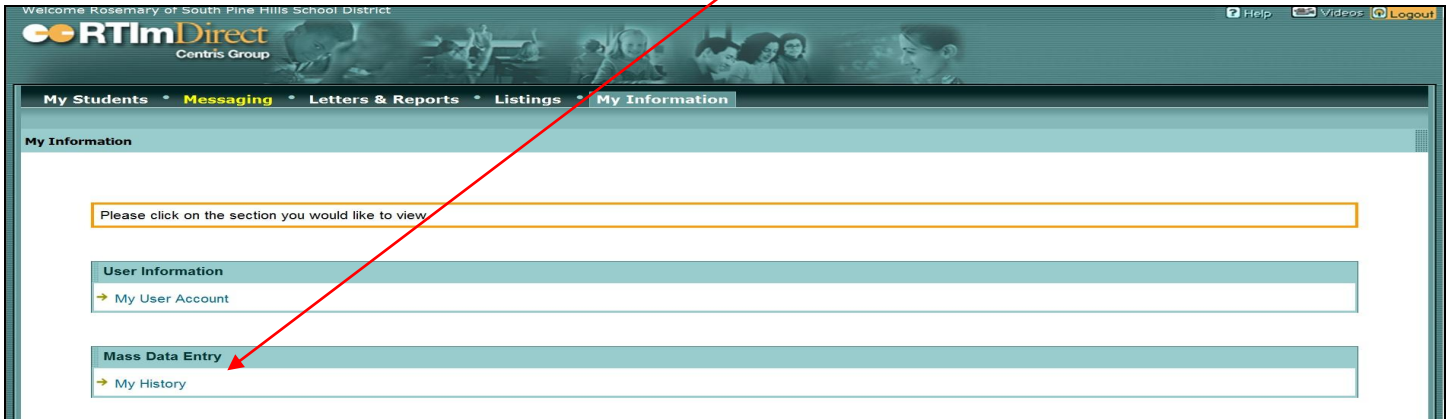 Welcome Rosemary of South Pine Hills School District
? Help Videos Logout
RTImDirect
Centris Group
My Students • Messaging • Letters & Reports • Listings • My Information
My Information
Please click on the section you would like to view
User Information
→ My User Account
Mass Data Entry
→ My History